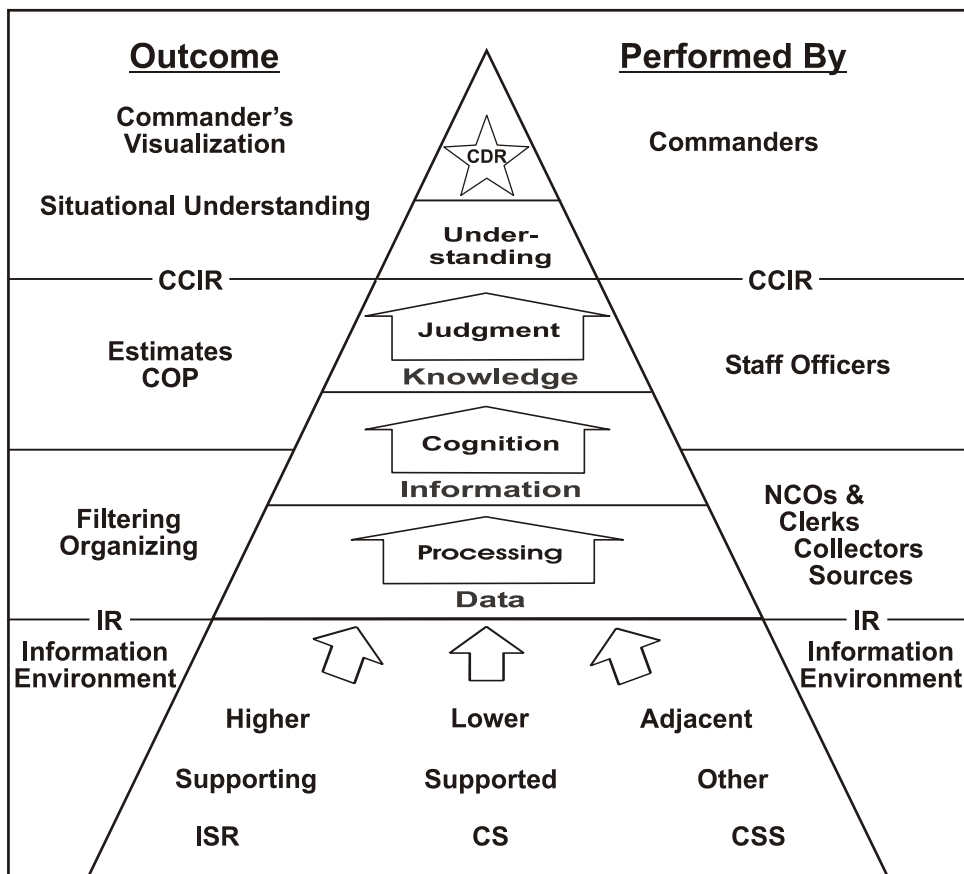 Outcome
Performed By
Commander's
Visualization
Situational Understanding
CDR
Commanders
Under-
standing
CCIR
CCIR
Estimates
COP
Judgment
Knowledge
Staff Officers
Cognition
Information
Filtering
Organizing
Processing
Data
NCOs &
Clerks
Collectors
Sources
IR
IR
Information
Environment
Information
Environment
Higher
Lower
Adjacent
Supporting
Supported
Other
ISR
CS
CSS